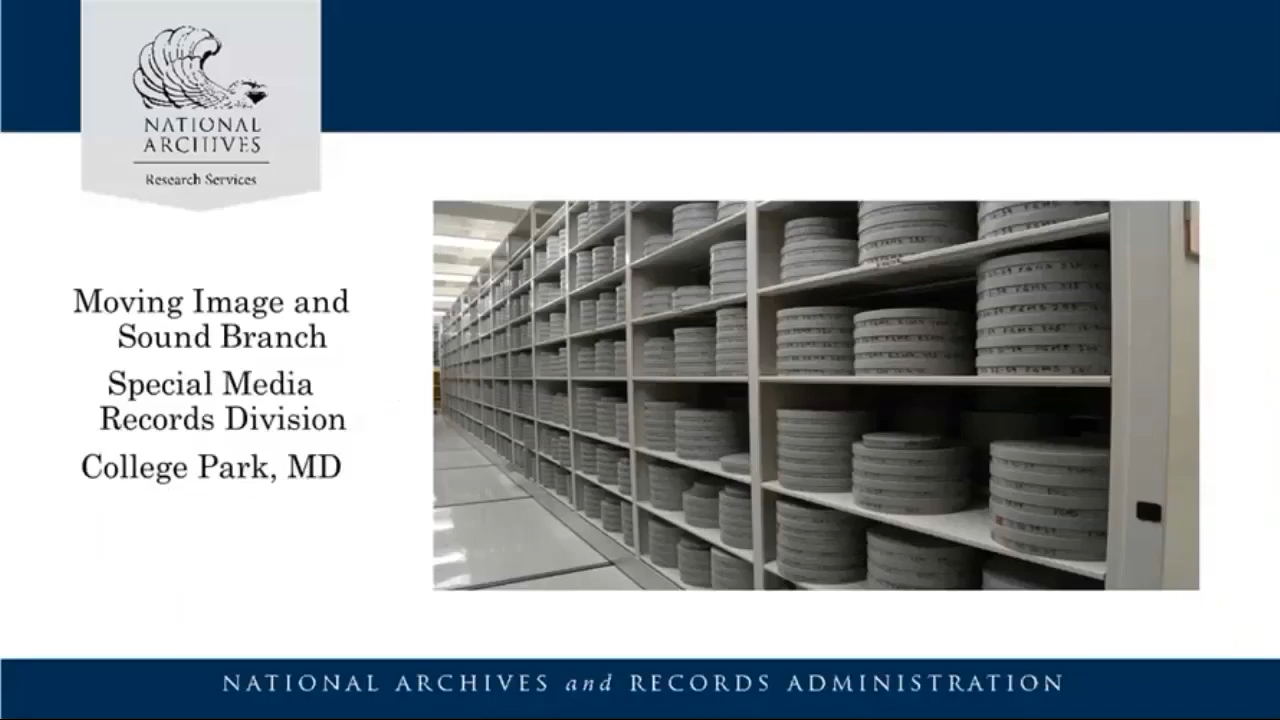 NATIONAL
ARCHIVES
Research Services
Moving Image and
Sound Branch
Special Media
Records Division
College Park, MD
NATIONAL ARCHIVES and RECORDS ADMINISTRATION